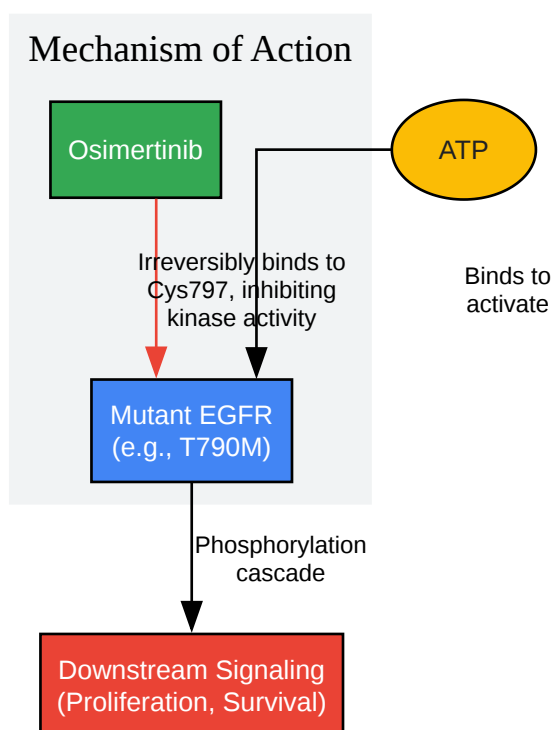 Mechanism of Action
Osimertinib
ATP
Irreversibly binds to
Cys797, inhibiting
kinase activity
Binds to
activate
Mutant EGFR
(e.g., T790M)
Phosphorylation
cascade
Downstream Signaling
(Proliferation, Survival)